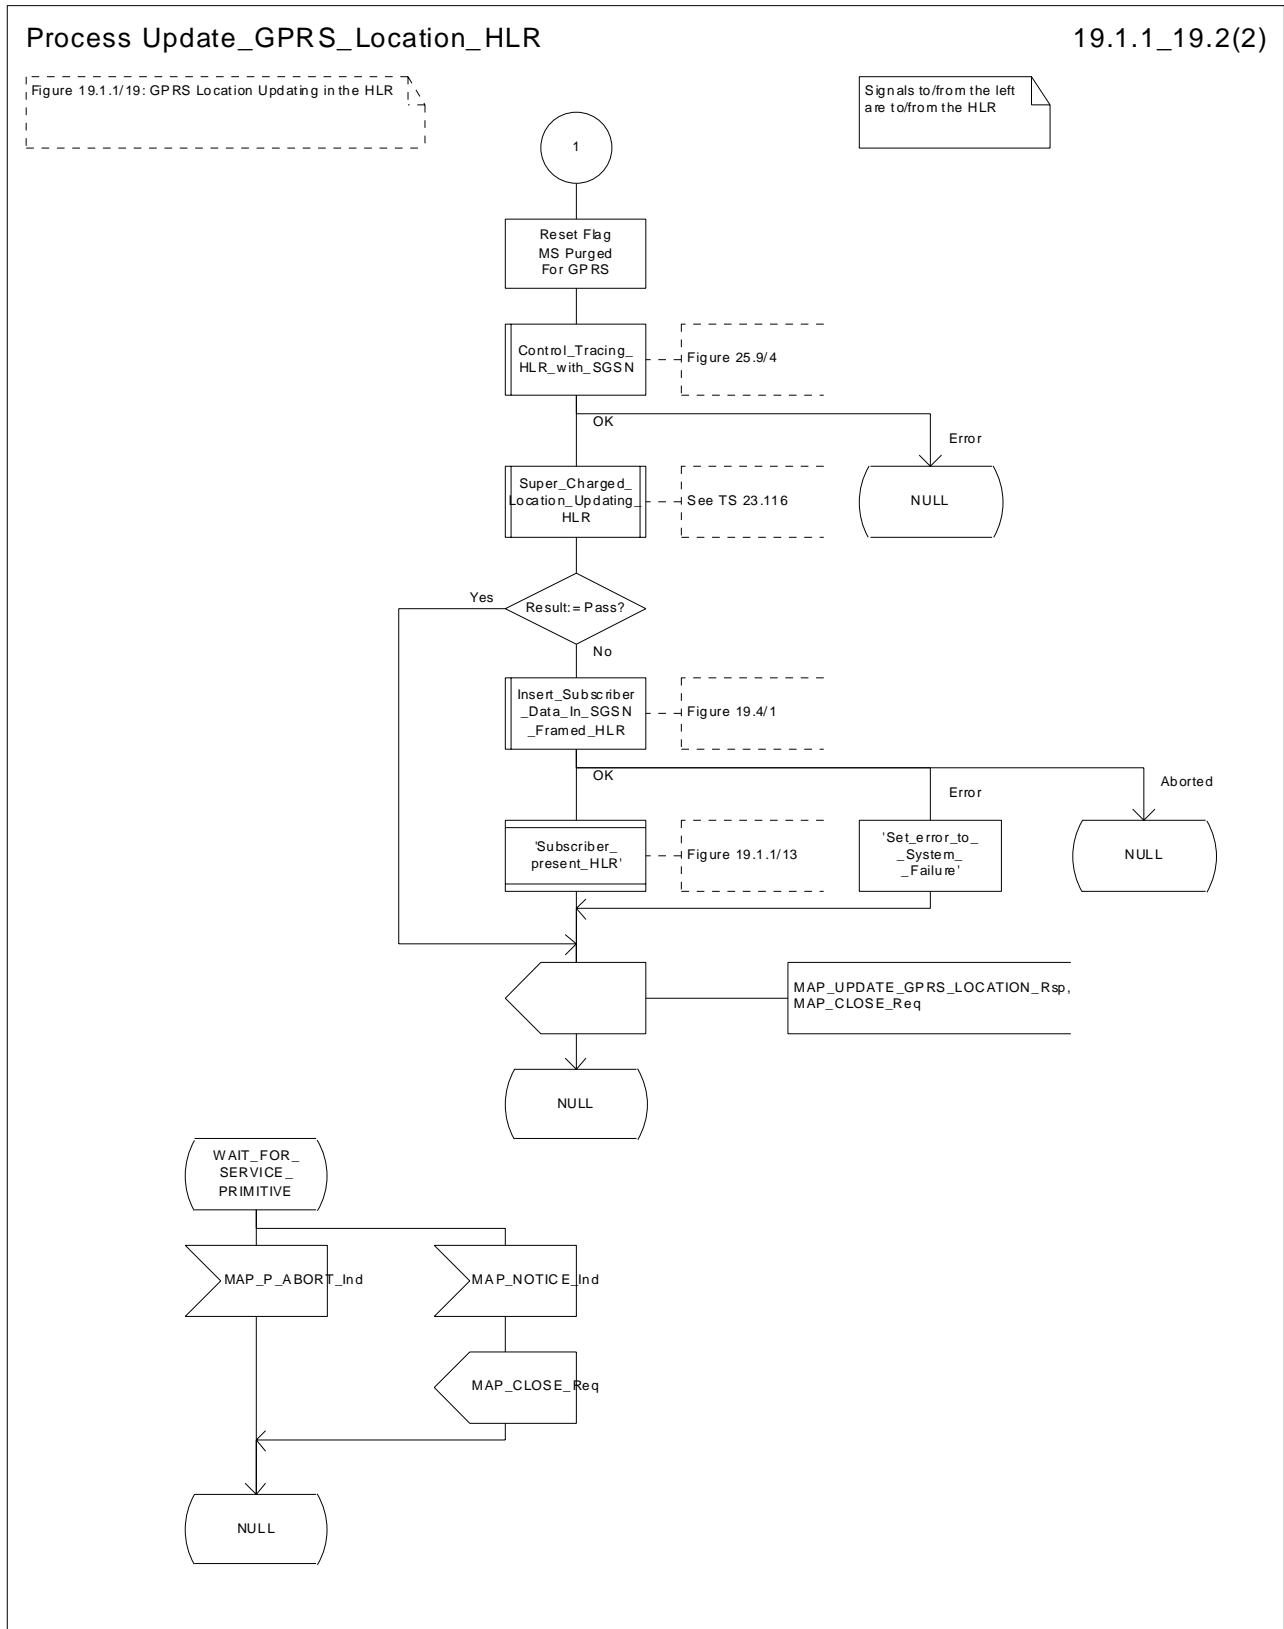 Process Update_GPRS_Location_HLR
19.1.1_19.2(2)
Figure 19.1.1/19: GPRS Location Updating in the HLR
Signals to/from the left
are to/from the HLR
1
Reset Flag
MS Purged
For GPRS
Control_Tracing_
HLR_with_SGSN
Figure 25.9/4
OK
Error
Super_Charged_
Location_Updating_
HLR
See TS 23.116
NULL
Yes
Result:= Pass?
No
Insert_Subscriber
_Data_In_SGSN
_Framed_HLR
Figure 19.4/1
OK
Error
Aborted
'Subscriber_
present_HLR'
Figure 19.1.1/13
'Set_error_to_
_System_
_Failure'
NULL
MAP_UPDATE_GPRS_LOCATION_Rsp,
MAP_CLOSE_Req
NULL
WAIT_FOR_
SERVICE_
PRIMITIVE
MAP_P_ABORT_Ind
MAP_NOTICE_Ind
MAP_CLOSE_Req
NULL